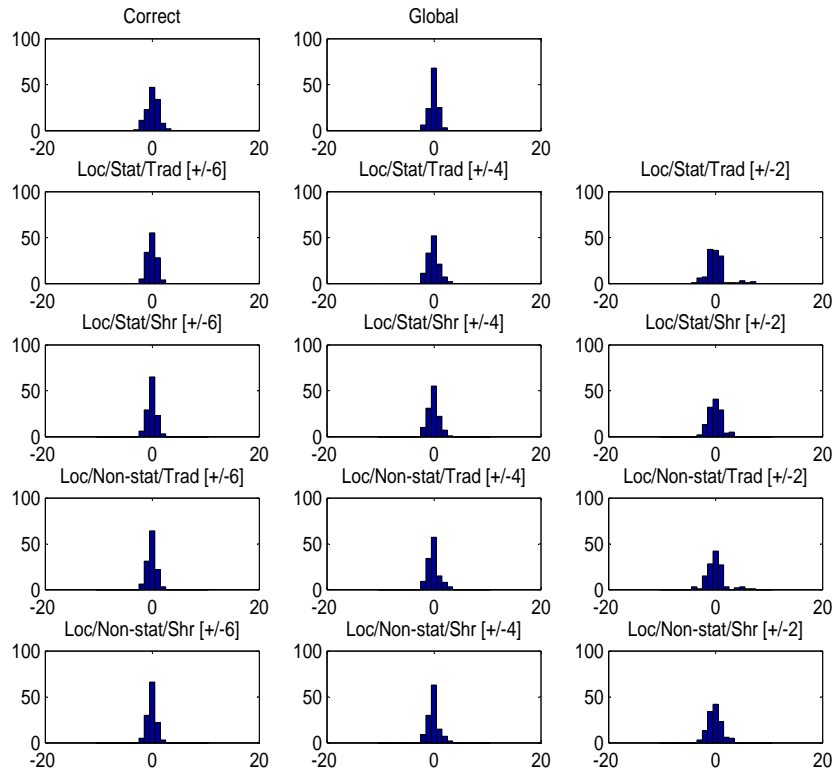 Correct Global
100 100
50 50
0 0
-20 0 20 -20 0 20
Loc/Stat/Trad [+/-6] Loc/Stat/Trad [+/-4] Loc/Stat/Trad [+/-2]
100 100 100
50 50 50
0 0 0
-20 0 20 -20 0 20 -20 0 20
Loc/Stat/Shr [+/-6] Loc/Stat/Shr [+/-4] Loc/Stat/Shr [+/-2]
100 100 100
50 50 50
0 0 0
-20 0 20 -20 0 20 -20 0 20
Loc/Non-stat/Trad [+/-6] Loc/Non-stat/Trad [+/-4] Loc/Non-stat/Trad [+/-2]
100 100 100
50 50 50
0 0 0
-20 0 20 -20 0 20 -20 0 20
Loc/Non-stat/Shr [+/-6] Loc/Non-stat/Shr [+/-4] Loc/Non-stat/Shr [+/-2]
100 100 100
50 50 50
0 0 0
-20 0 20 -20 0 20 -20 0 20